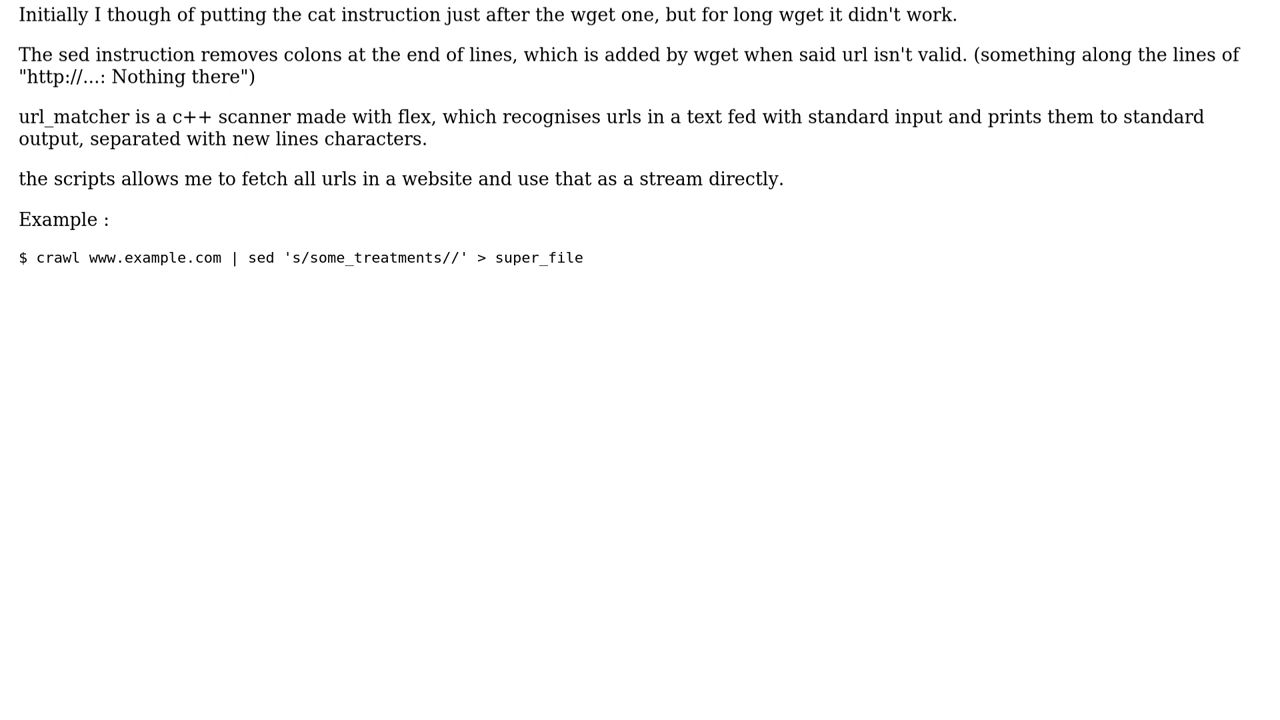 Initially I though of putting the cat instruction just after the wget one, but for long wget it didn't work.
The sed instruction removes colons at the end of lines, which is added by wget when said url isn't valid. (something along the lines of
"http://...: Nothing there")
url_matcher is a c++ scanner made with flex, which recognises urls in a text fed with standard input and prints them to standard
output, separated with new lines characters.
the scripts allows me to fetch all urls in a website and use that as a stream directly.
Example :
$ crawl www.example.com | sed 's/some_treatments//' > super_file